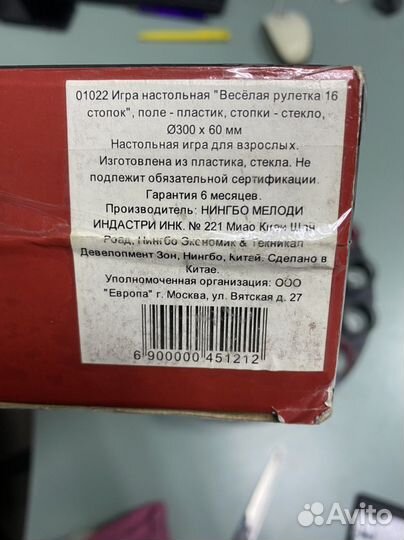 01022 Игра настольная "Весёлая рулетка 16
стопок", поле - пластик, стопки - стекло,
Ø300 x 60 мм
Настольная игра для взрослых.
Изготовлена из пластика, стекла. Не
подлежит обязательной сертификации.
Гарантия 6 месяцев.
Производитель: НИНГБО МЕЛОДИ
ИНДАСТРИ ИНК. № 221 Миао
Роад, Нингбо Экономик & Текникал
Девелопмент Зон, Нингбо, Китай. Сделано в
Китае.
Уполномоченная организация: ООО
"Европа" г. Москва, ул. Вятская д. 27
6 900000 451212
Avito